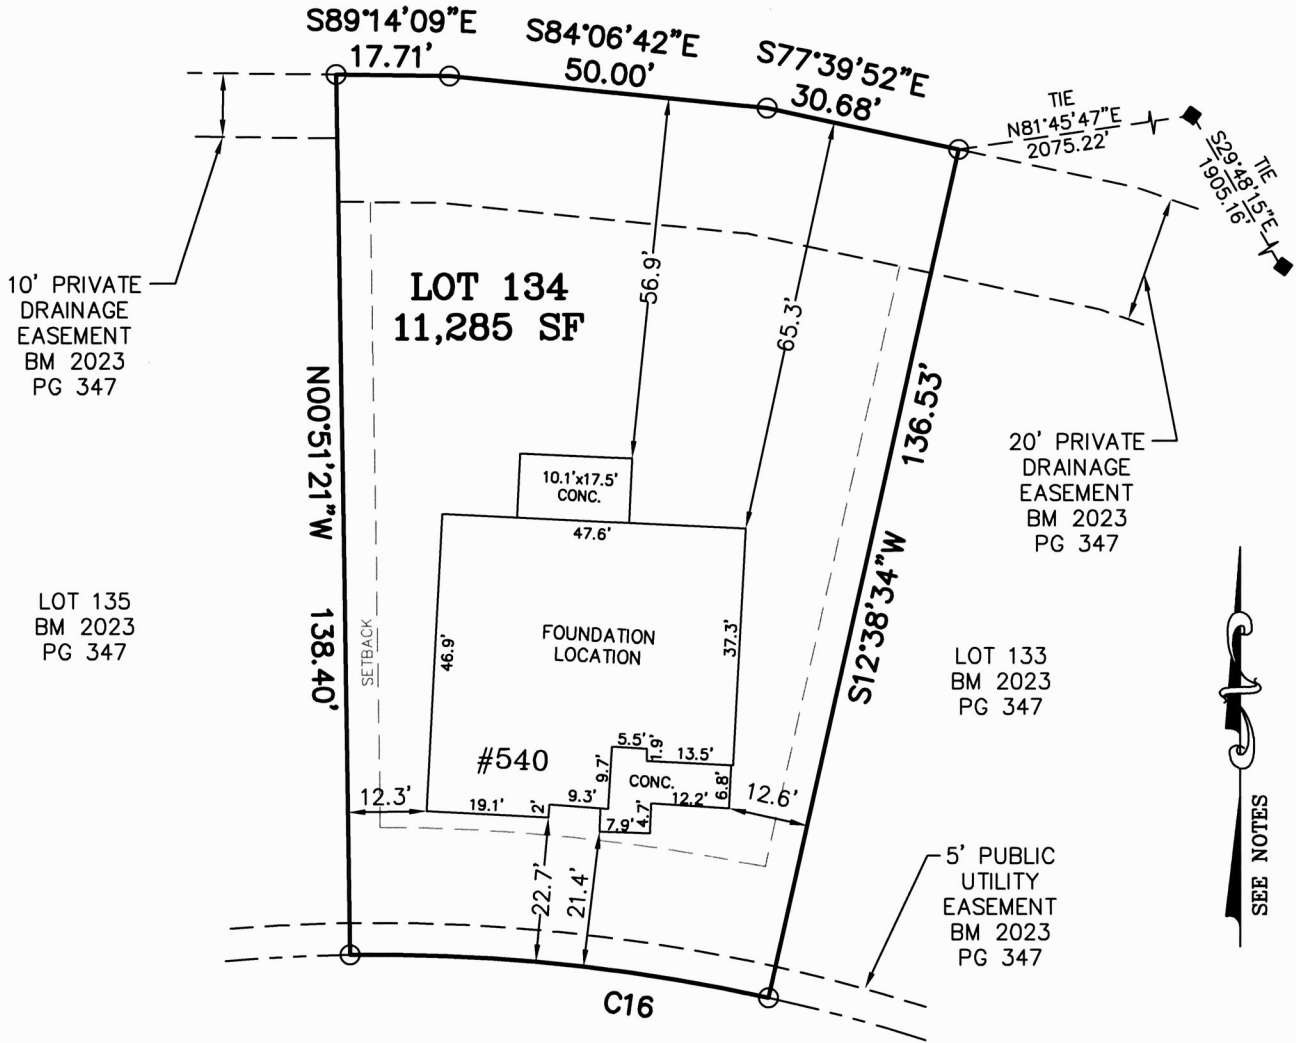 S89°14'09"E
17.71'
S84°06'42"E
50.00'
S77°39'52"E
30.68'
TIE
N81°45'47"E
2075.22'
TIE
S29°48'15"E
1905.16'
10' PRIVATE
DRAINAGE
EASEMENT
BM 2023
PG 347
LOT 134
11,285 SF
56.9'
65.3'
N00°51'21"W
138.40'
136.53'
S12°38'34"W
20' PRIVATE
DRAINAGE
EASEMENT
BM 2023
PG 347
10.1'x17.5'
CONC.
47.6'
LOT 135
BM 2023
PG 347
SETBACK
46.9'
FOUNDATION
LOCATION
37.3'
LOT 133
BM 2023
PG 347
#540
5.5'
1.9'
13.5'
9.7'
CONC.
6.8'
12.3'
19.1'
2'
9.3'
7.9'
4.7'
12.2'
12.6'
22.7'
21.4'
5' PUBLIC
UTILITY
EASEMENT
BM 2023
PG 347
SEE NOTES
C16